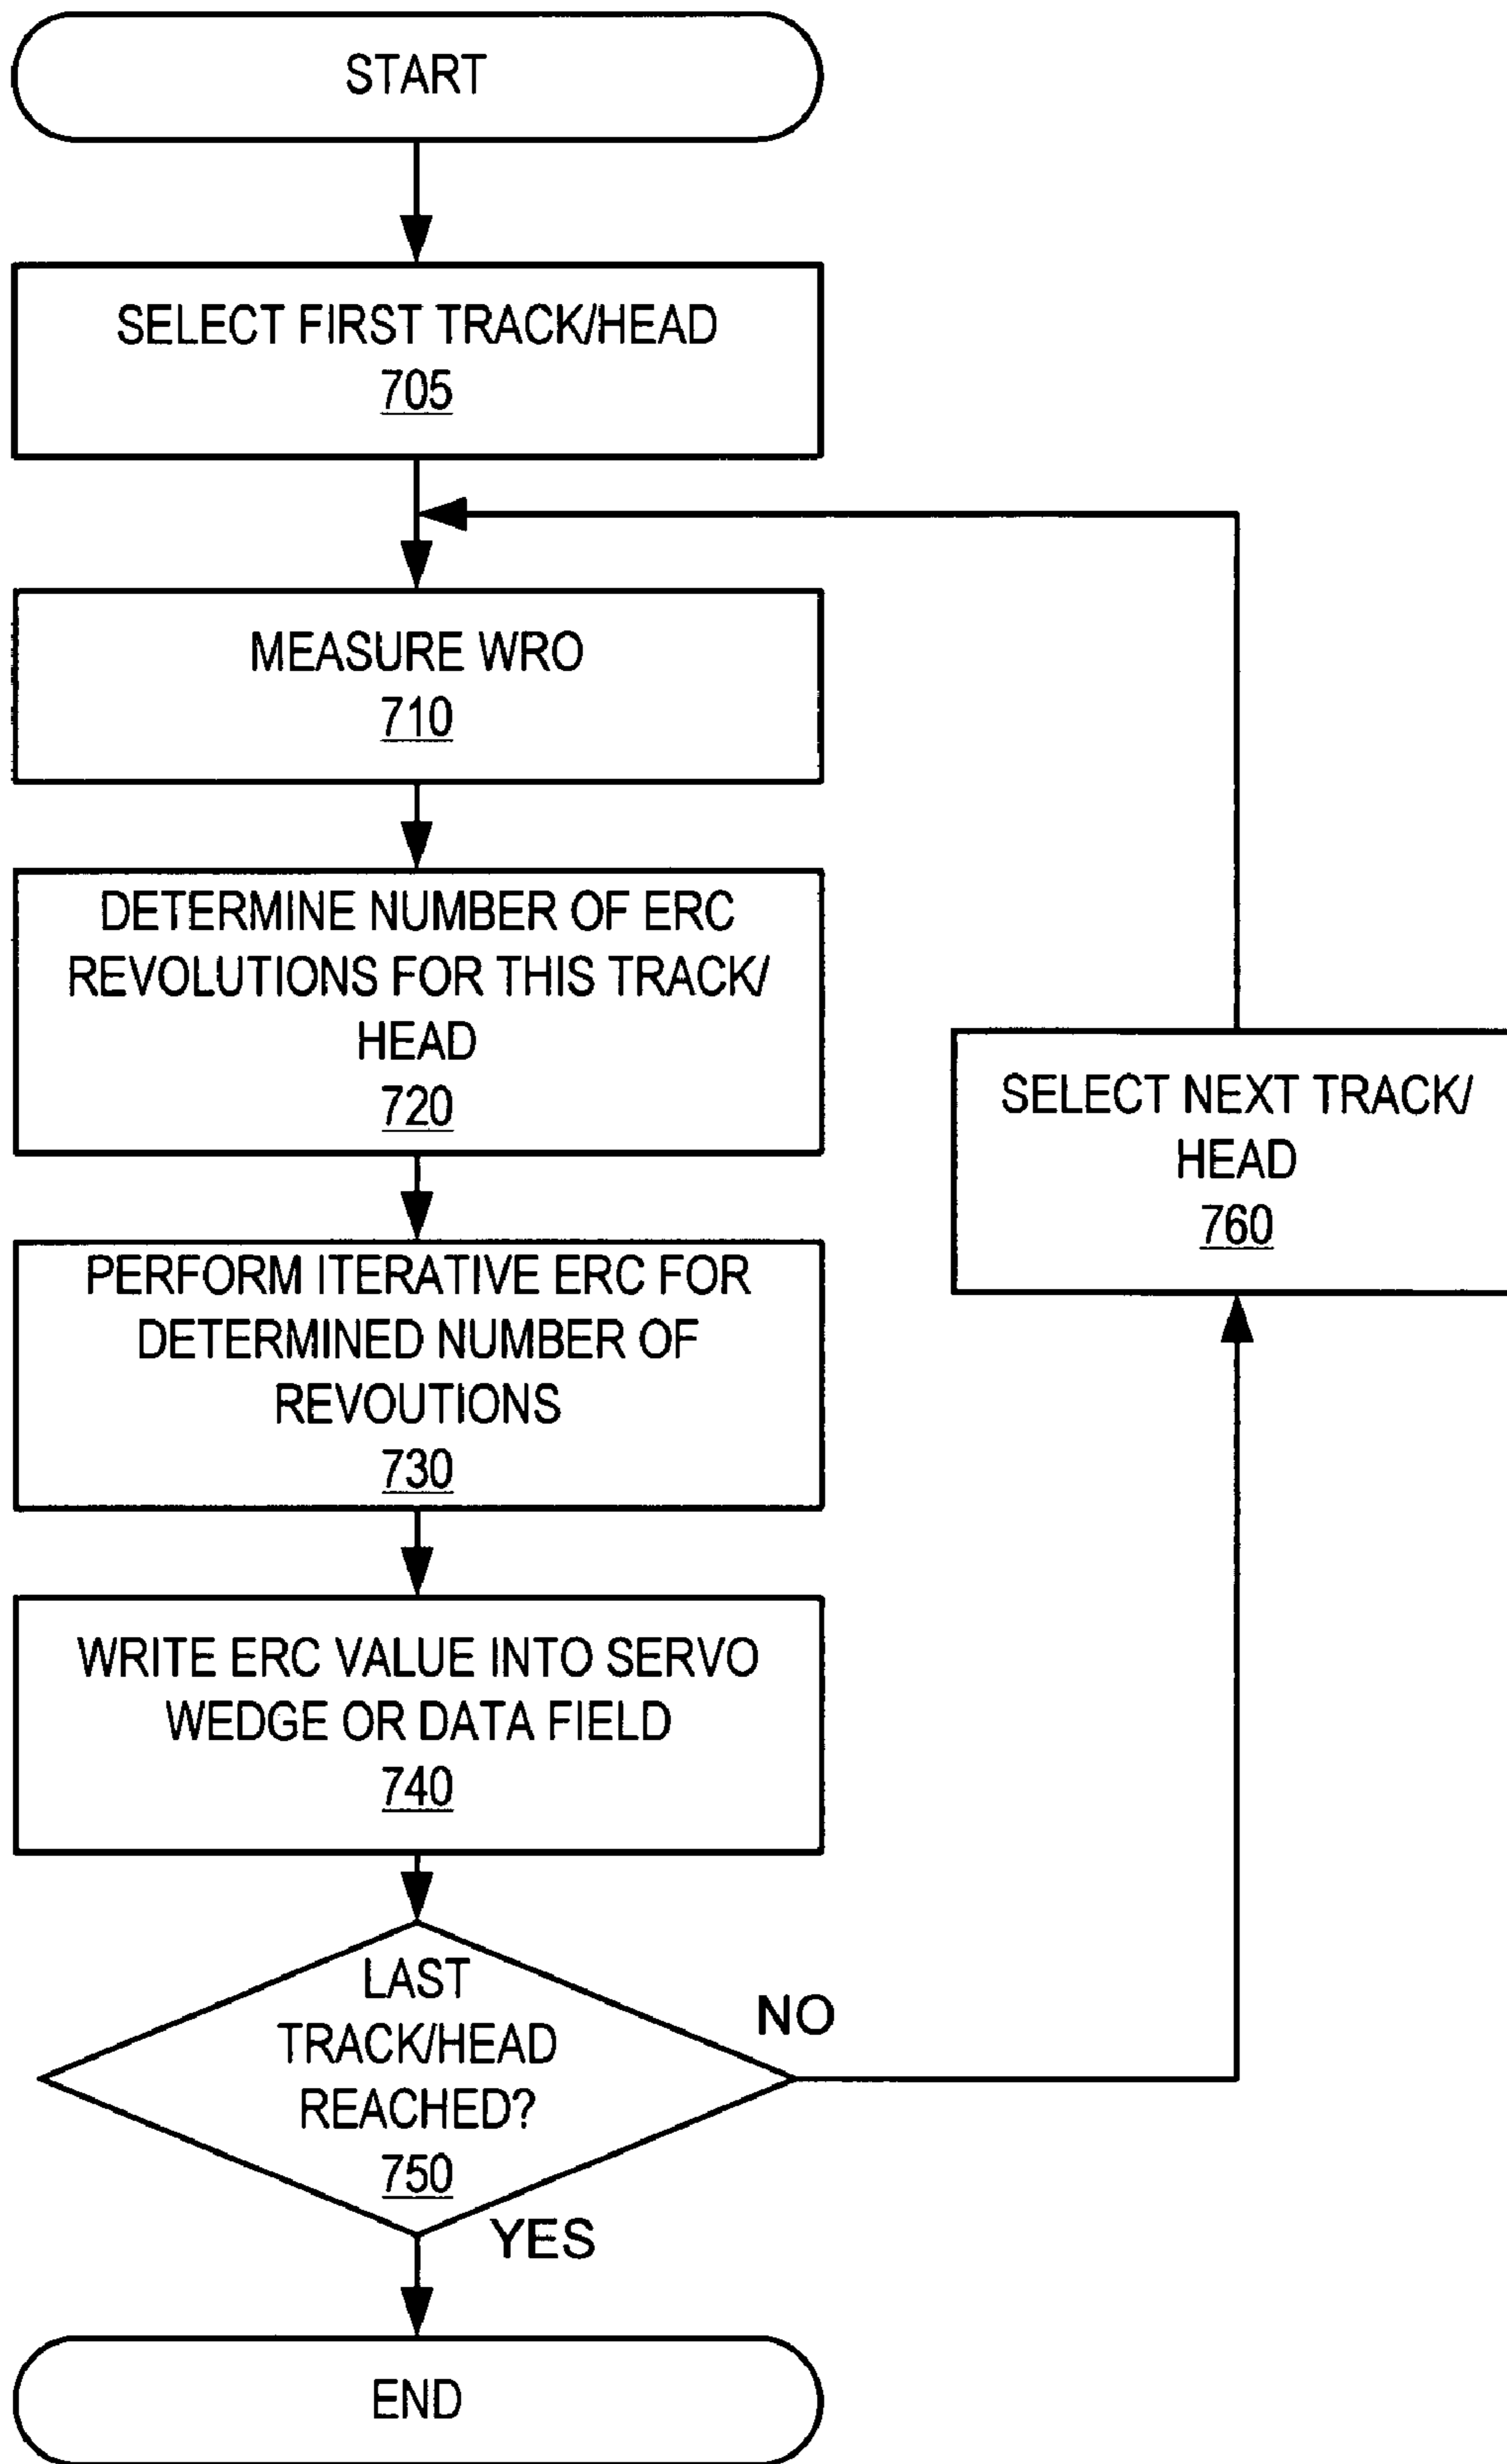 START
SELECT FIRST TRACK/HEAD
705
MEASURE WRO
710
DETERMINE NUMBER OF ERC
REVOLUTIONS FOR THIS TRACK/
HEAD
720
SELECT NEXT TRACK/
HEAD
760
PERFORM ITERATIVE ERC FOR
DETERMINED NUMBER OF
REVOUTIONS
730
WRITE ERC VALUE INTO SERVO
WEDGE OR DATA FIELD
740
LAST
TRACK/HEAD
REACHED?
750
NO
YES
END